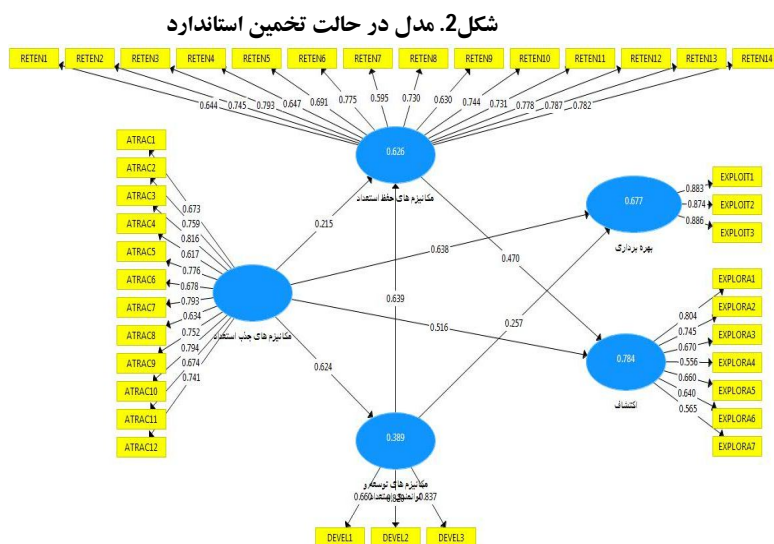 شکل2. مدل در حالت تخمین استاندارد
RETEN1 RETEN2 RETEN3 RETEN4 RETEN5 RETEN6 RETEN7 RETEN8 RETEN9 RETEN10 RETEN11 RETEN12 RETEN13 RETEN14
0.644 0.745 0.793 0.647 0.691 0.775 0.595 0.730 0.630 0.744 0.731 0.778 0.787 0.782
0.626
مکانیزم های حفظ استعداد
ATRAC1
ATRAC2
ATRAC3
ATRAC4
ATRAC5
ATRAC6
ATRAC7
ATRAC8
ATRAC9
ATRAC10
ATRAC11
ATRAC12
0.673
0.759
0.816
0.617
0.776
0.678
0.793
0.634
0.752
0.794
0.674
0.741
مکانیزم های جذب استعداد
0.215
0.638
0.470
0.639
0.257
0.516
0.624
0.677
بهره برداری
0.883
0.874
0.886
EXPLOIT1
EXPLOIT2
EXPLOIT3
0.784
اکتشاف
0.804
0.745
0.670
0.556
0.660
0.640
0.565
EXPLORA1
EXPLORA2
EXPLORA3
EXPLORA4
EXPLORA5
EXPLORA6
EXPLORA7
0.389
مکانیزم های توسعه و
استعداد
0.660 0.837
DEVEL1 DEVEL2 DEVEL3